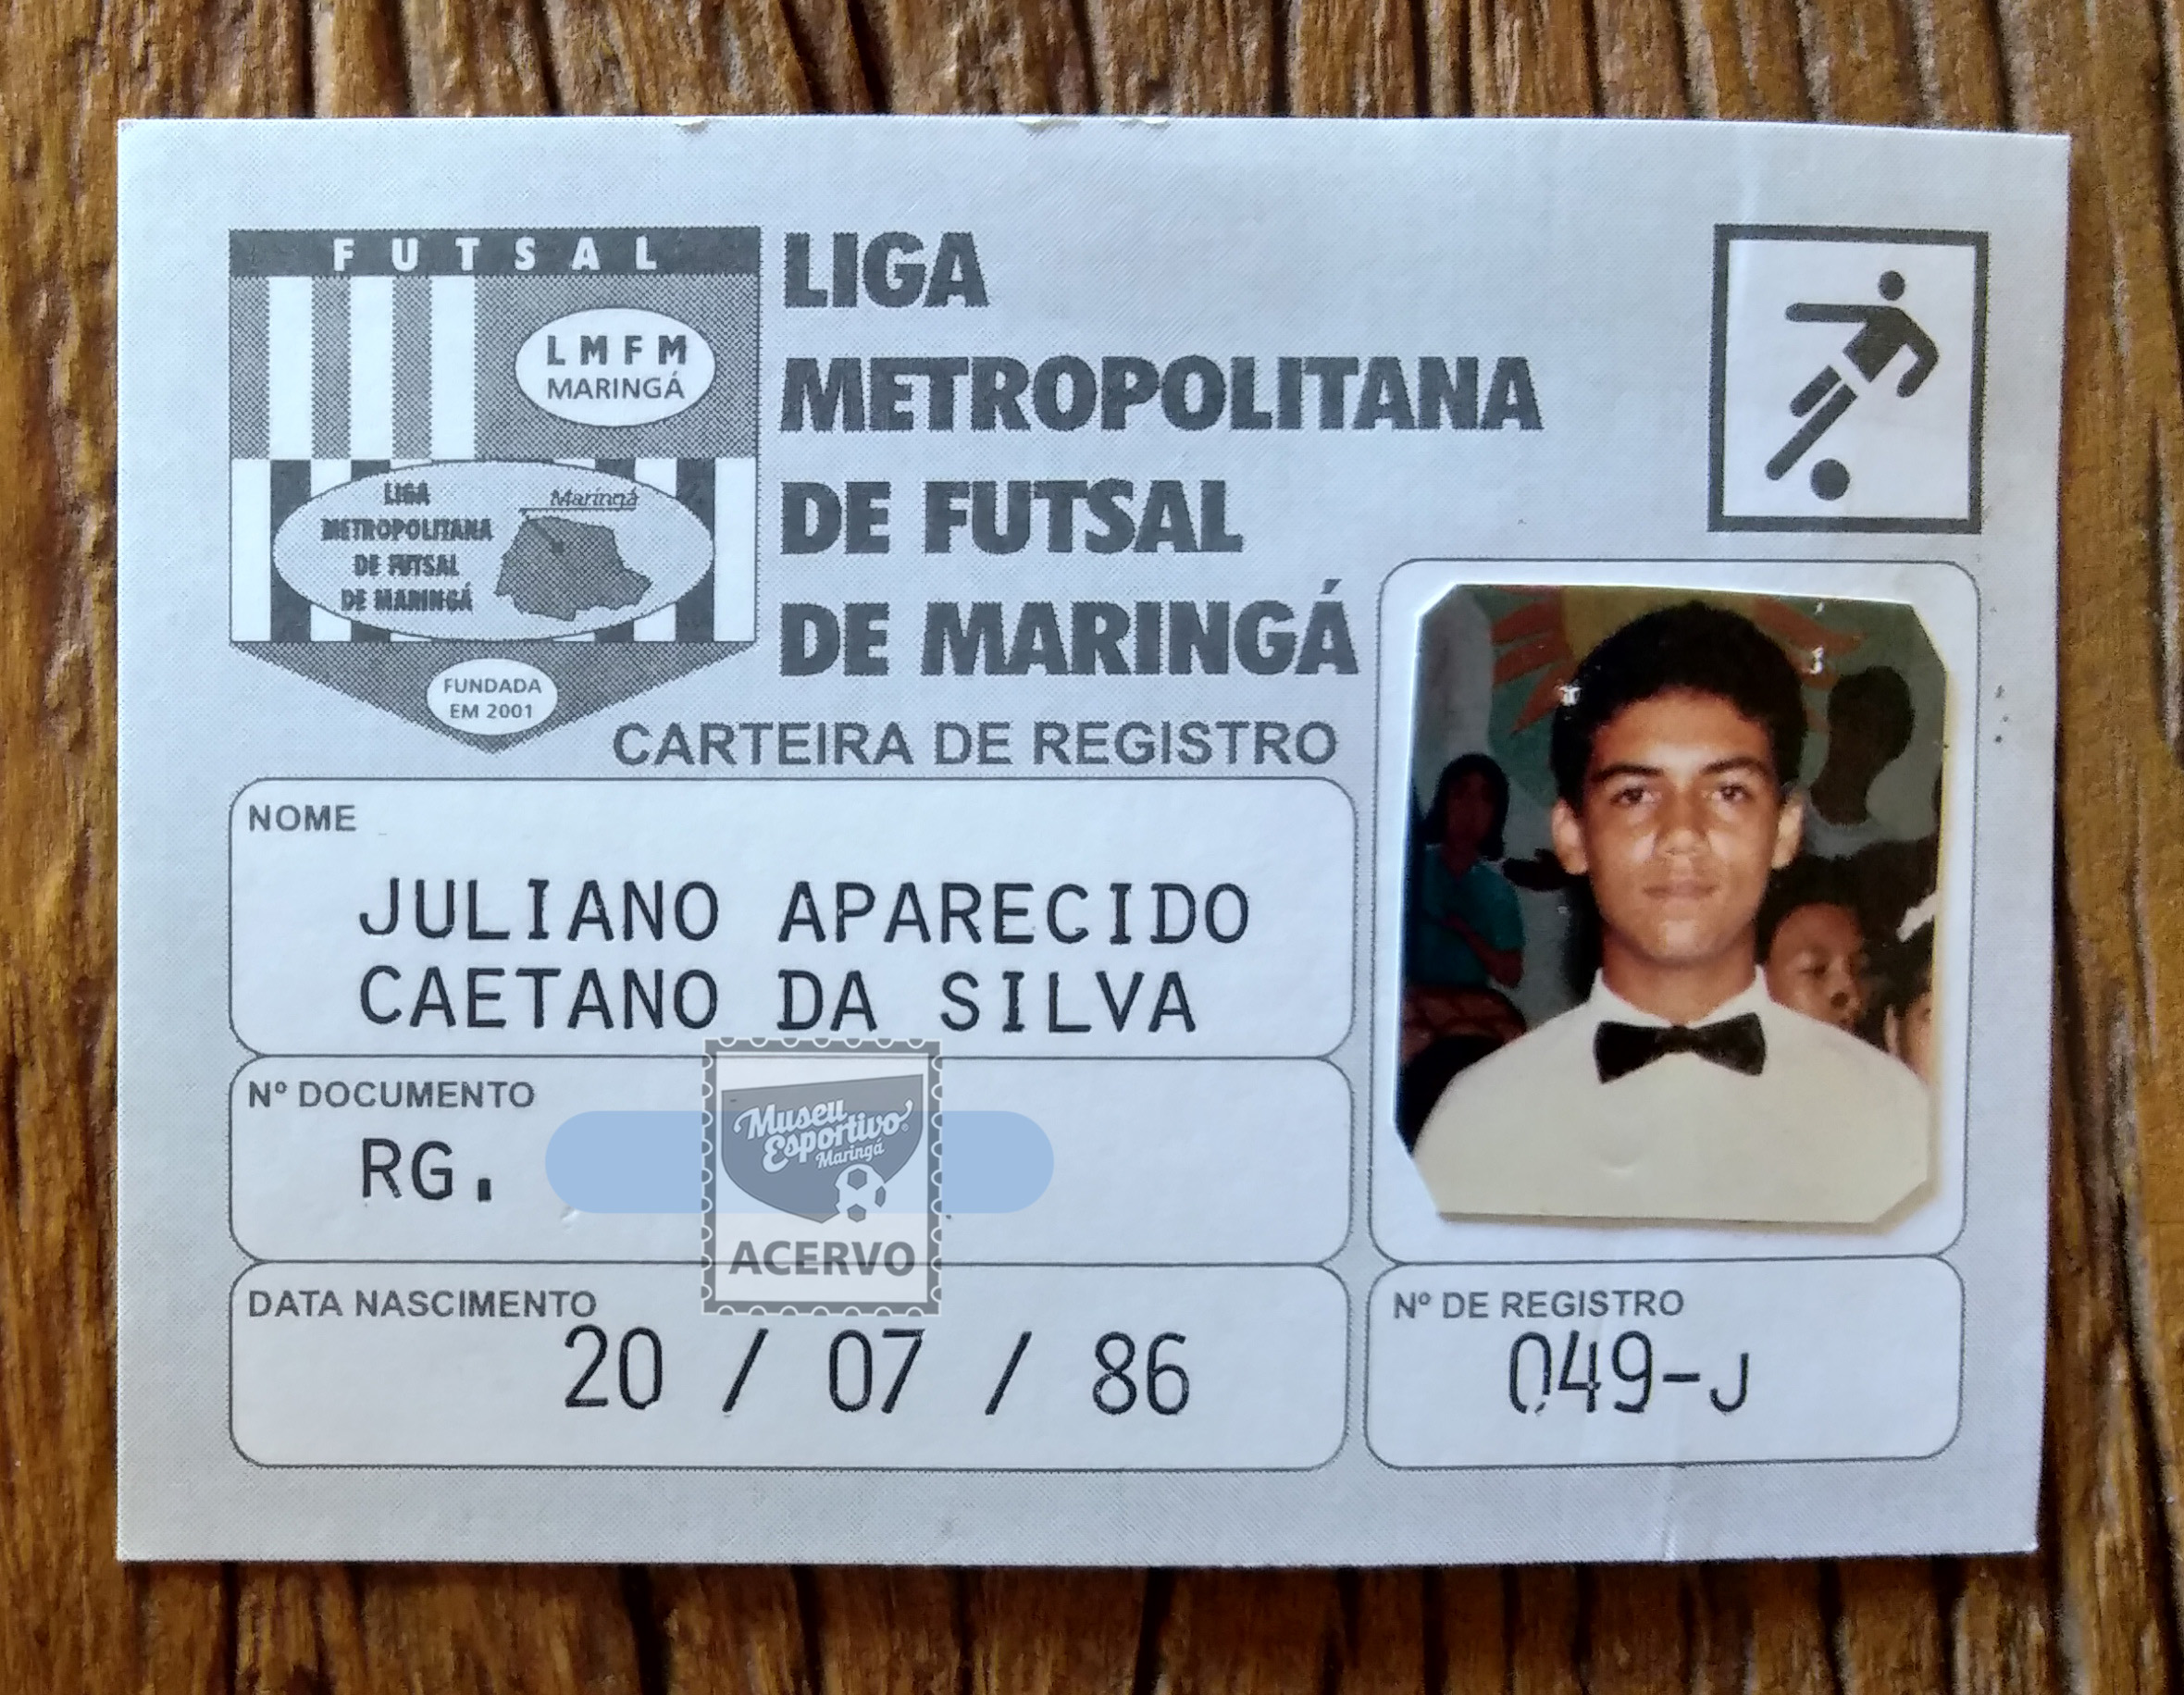 FUTSAL
LMFM
MARINGÁ
LIGA
METROPOLITANA
DE FUTSAL
DE MARINGÁ
Maringá
FUNDADA
EM 2001
LIGA
METROPOLITANA
DE FUTSAL
DE MARINGÁ
CARTEIRA DE REGISTRO
NOME
JULIANO APARECIDO
CAETANO DA SILVA
Nº DOCUMENTO
RG.
Museu
Esportivo
Maringá
ACERVO
DATA NASCIMENTO
20 / 07 / 86
Nº DE REGISTRO
049-J